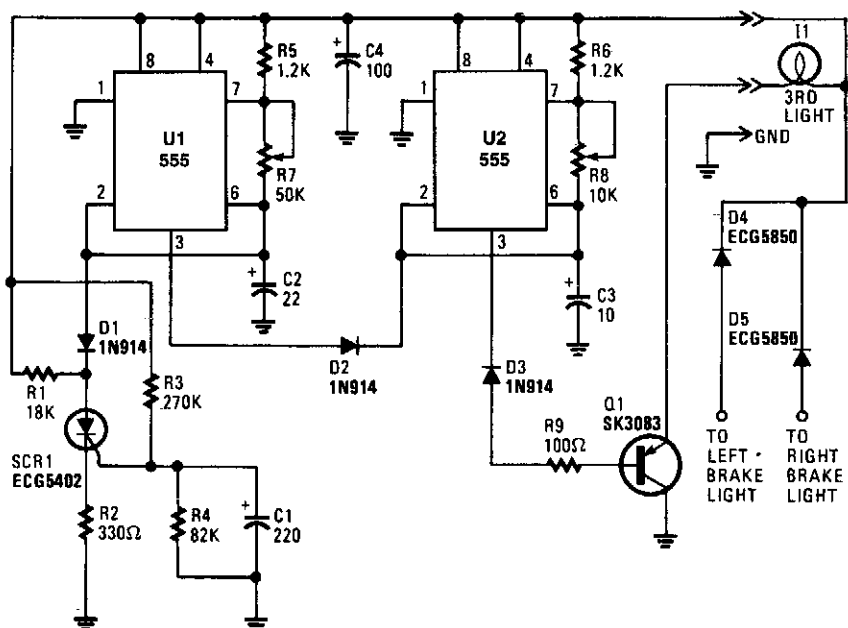 I1
R5
1.2K
+
C4
100
R6
1.2K
8
4
8
4
3RD
LIGHT
1
7
1
7
GND
U1
555
U2
555
R7
50K
R8
10K
2
6
2
6
3
3
D4
ECG5850
+
C2
22
+
C3
10
D1
1N914
D2
1N914
D3
1N914
D5
ECG5850
R1
18K
R3
270K
R9
100Ω
Q1
SK3083
TO
LEFT
BRAKE
LIGHT
TO
RIGHT
BRAKE
LIGHT
SCR1
ECG5402
R2
330Ω
R4
82K
+
C1
220